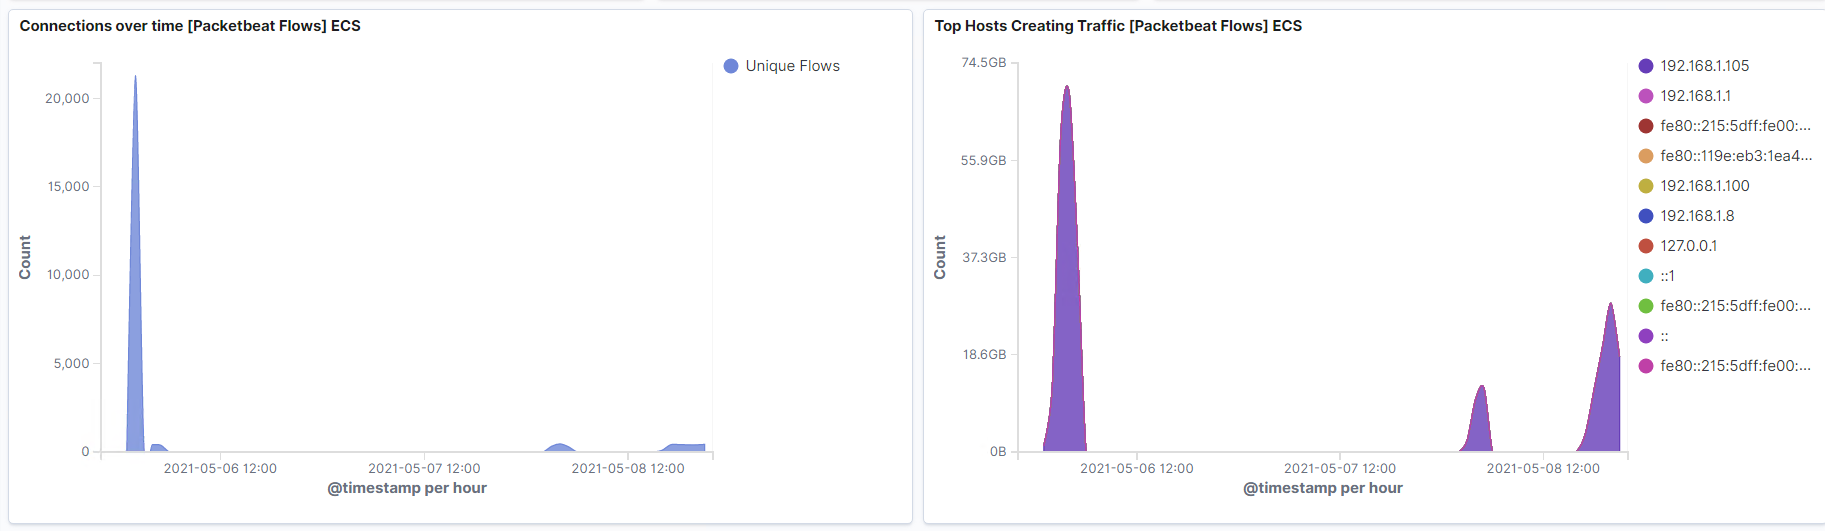 Connections over time [Packetbeat Flows] ECS
Unique Flows
20,000
15,000
10,000
5,000
0
Count
2021-05-06 12:00
2021-05-07 12:00
2021-05-08 12:00
@timestamp per hour
Top Hosts Creating Traffic [Packetbeat Flows] ECS
74.5GB
55.9GB
37.3GB
18.6GB
0B
Count
2021-05-06 12:00
2021-05-07 12:00
2021-05-08 12:00
@timestamp per hour
192.168.1.105
192.168.1.1
fe80::215:5dff:fe00:...
fe80::119e:eb3:1ea4...
192.168.1.100
192.168.1.8
127.0.0.1
::1
fe80::215:5dff:fe00:...
::
fe80::215:5dff:fe00:...